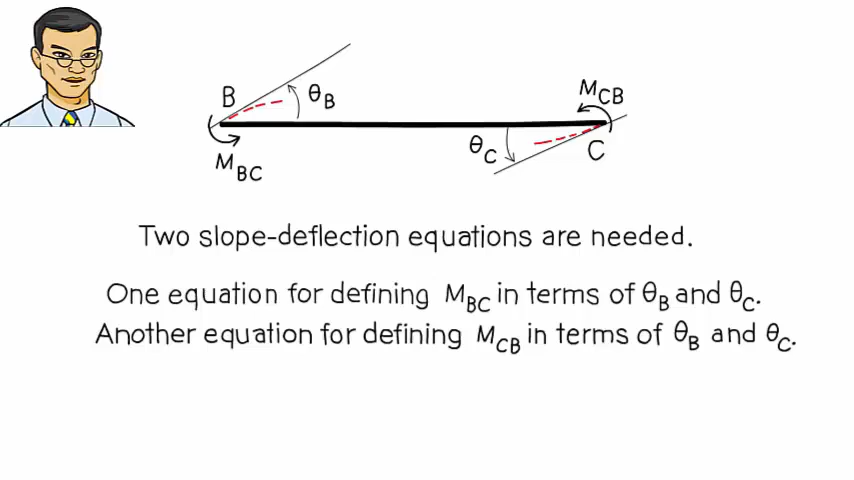 B
θB
MCB
θC
C
MBC
Two slope-deflection equations are needed.
One equation for defining MBC in terms of θB and θC.
Another equation for defining MCB in terms of θB and θC.